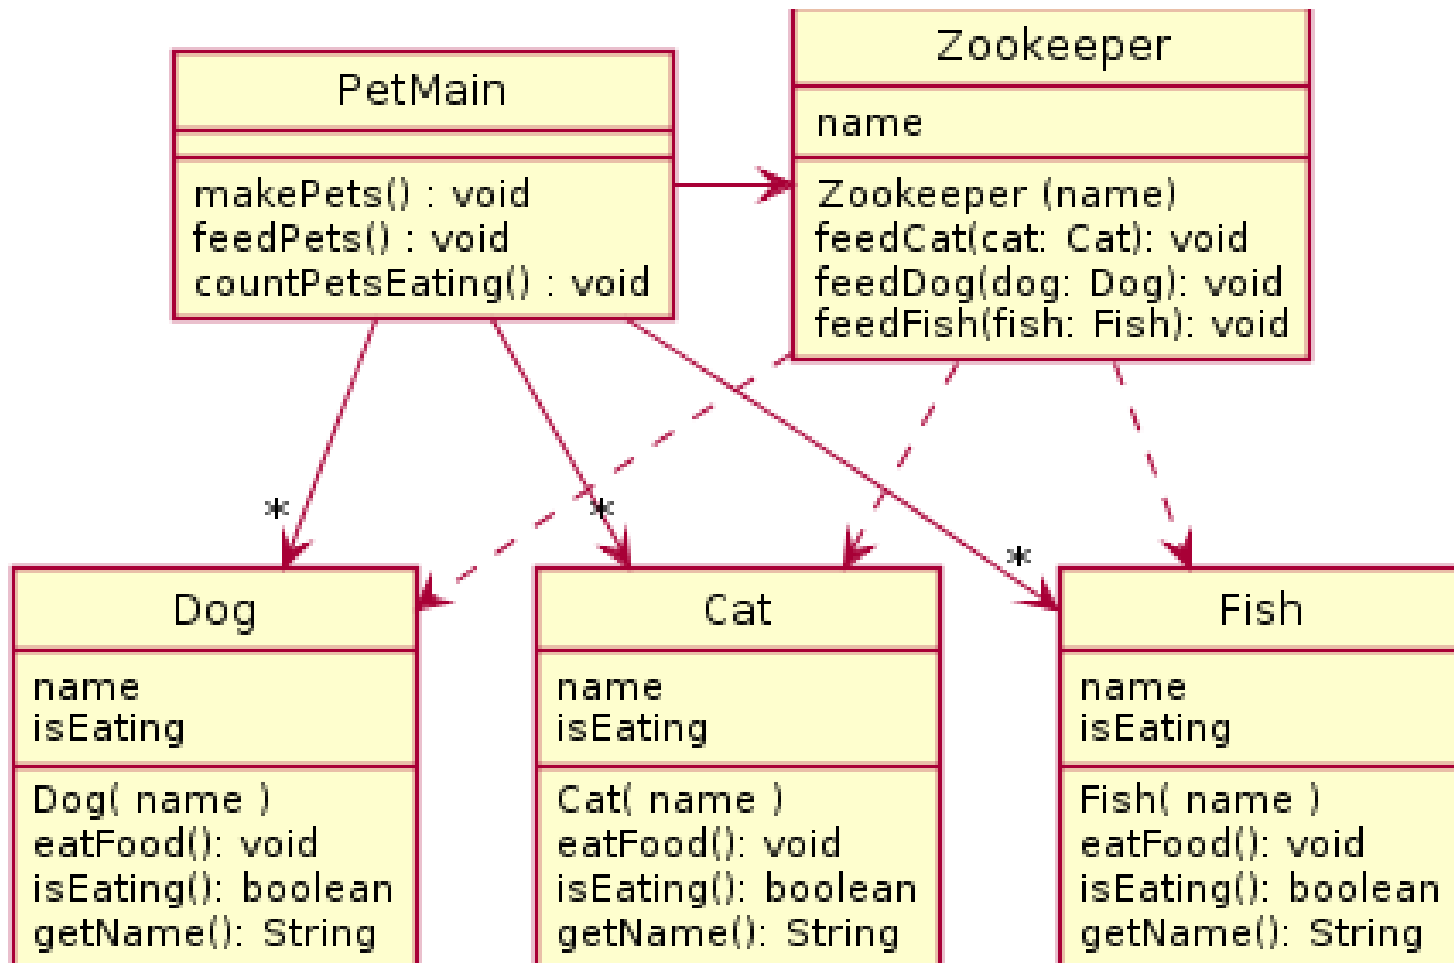 PetMain
makePets() : void
feedPets() : void
countPetsEating() : void
Zookeeper
name
Zookeeper (name)
feedCat(cat: Cat): void
feedDog(dog: Dog): void
feedFish(fish: Fish): void
*
*
*
Dog
name
isEating
Dog( name )
eatFood(): void
isEating(): boolean
getName(): String
Cat
name
isEating
Cat( name )
eatFood(): void
isEating(): boolean
getName(): String
Fish
name
isEating
Fish( name )
eatFood(): void
isEating(): boolean
getName(): String